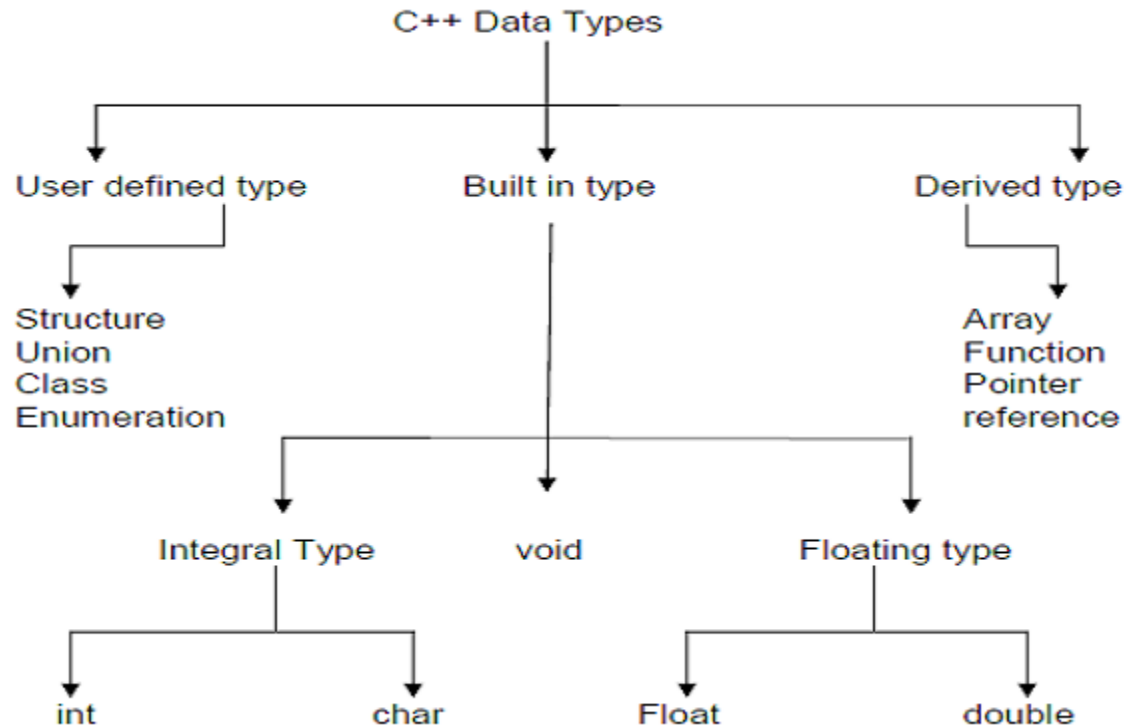 C++ Data Types
User defined type
Built in type
Derived type
Structure
Union
Class
Enumeration
Array
Function
Pointer
reference
Integral Type
void
Floating type
int
char
Float
double